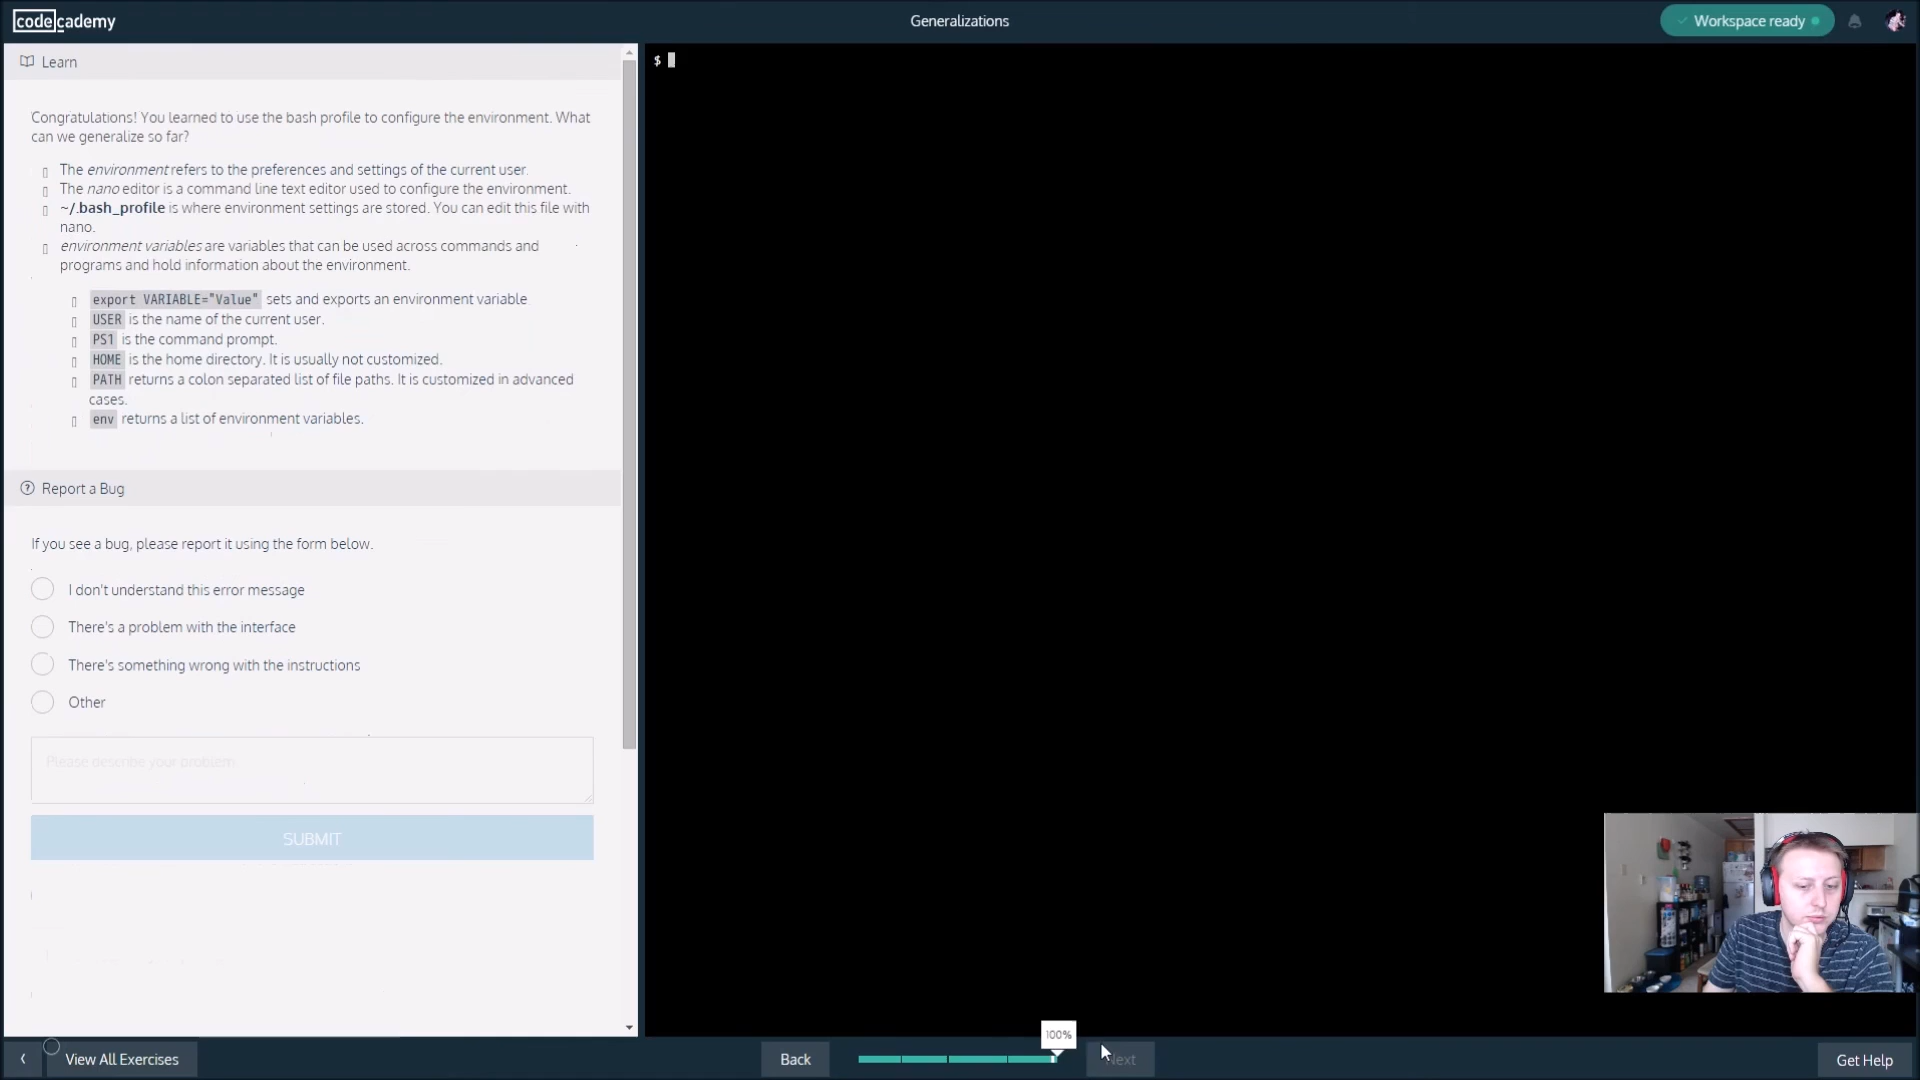 codecademy
Generalizations
Workspace ready
Learn
$
Congratulations! You learned to use the bash profile to configure the environment. What
can we generalize so far?
The environment refers to the preferences and settings of the current user.
The nano editor is a command line text editor used to configure the environment.
~/.bash_profile is where environment settings are stored. You can edit this file with
nano.
environment variables are variables that can be used across commands and
programs and hold information about the environment.
export VARIABLE="Value" sets and exports an environment variable
USER is the name of the current user.
PS1 is the command prompt.
HOME is the home directory. It is usually not customized.
PATH returns a colon separated list of file paths. It is customized in advanced
cases.
env returns a list of environment variables.
Report a Bug
If you see a bug, please report it using the form below.
I don't understand this error message
There's a problem with the interface
There's something wrong with the instructions
Other
Please describe your problem.
SUBMIT
100%
View All Exercises
Back
Next
Get Help